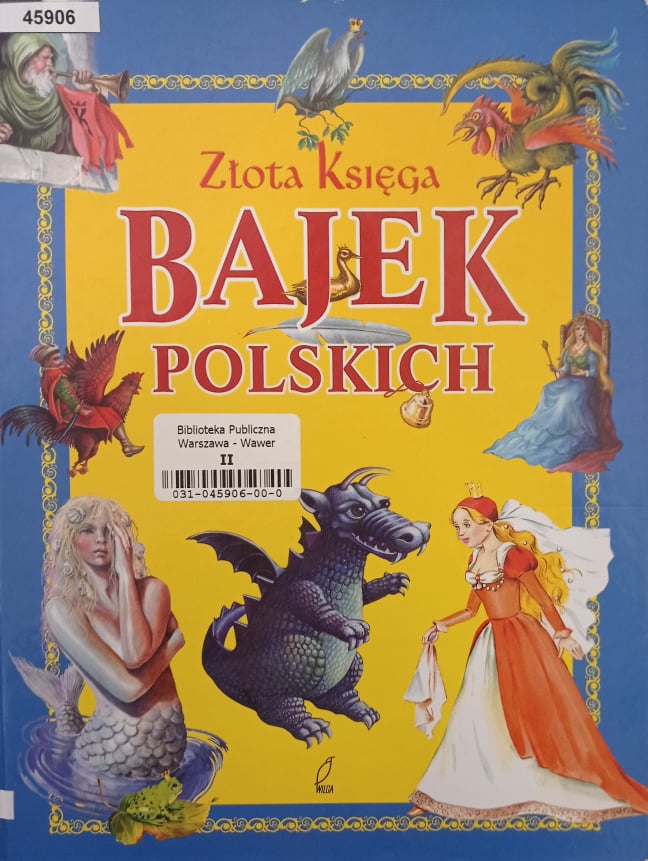 45906
K
Złota Księga
BAJEK
POLSKICH
Biblioteka Publiczna
Warszawa - Wawer
II
031-045906-00-0
WILGA